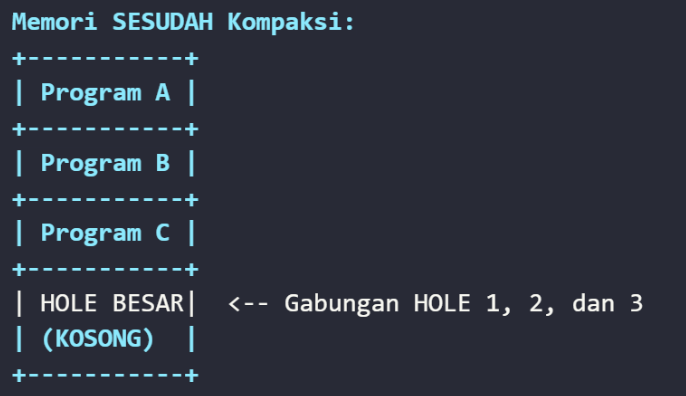 Memori SESUDAH Kompaksi:
+-----------+
| Program A |
+-----------+
| Program B |
+-----------+
| Program C |
+-----------+
| HOLE BESAR|  <-- Gabungan HOLE 1, 2, dan 3
| (KOSONG)  |
+-----------+